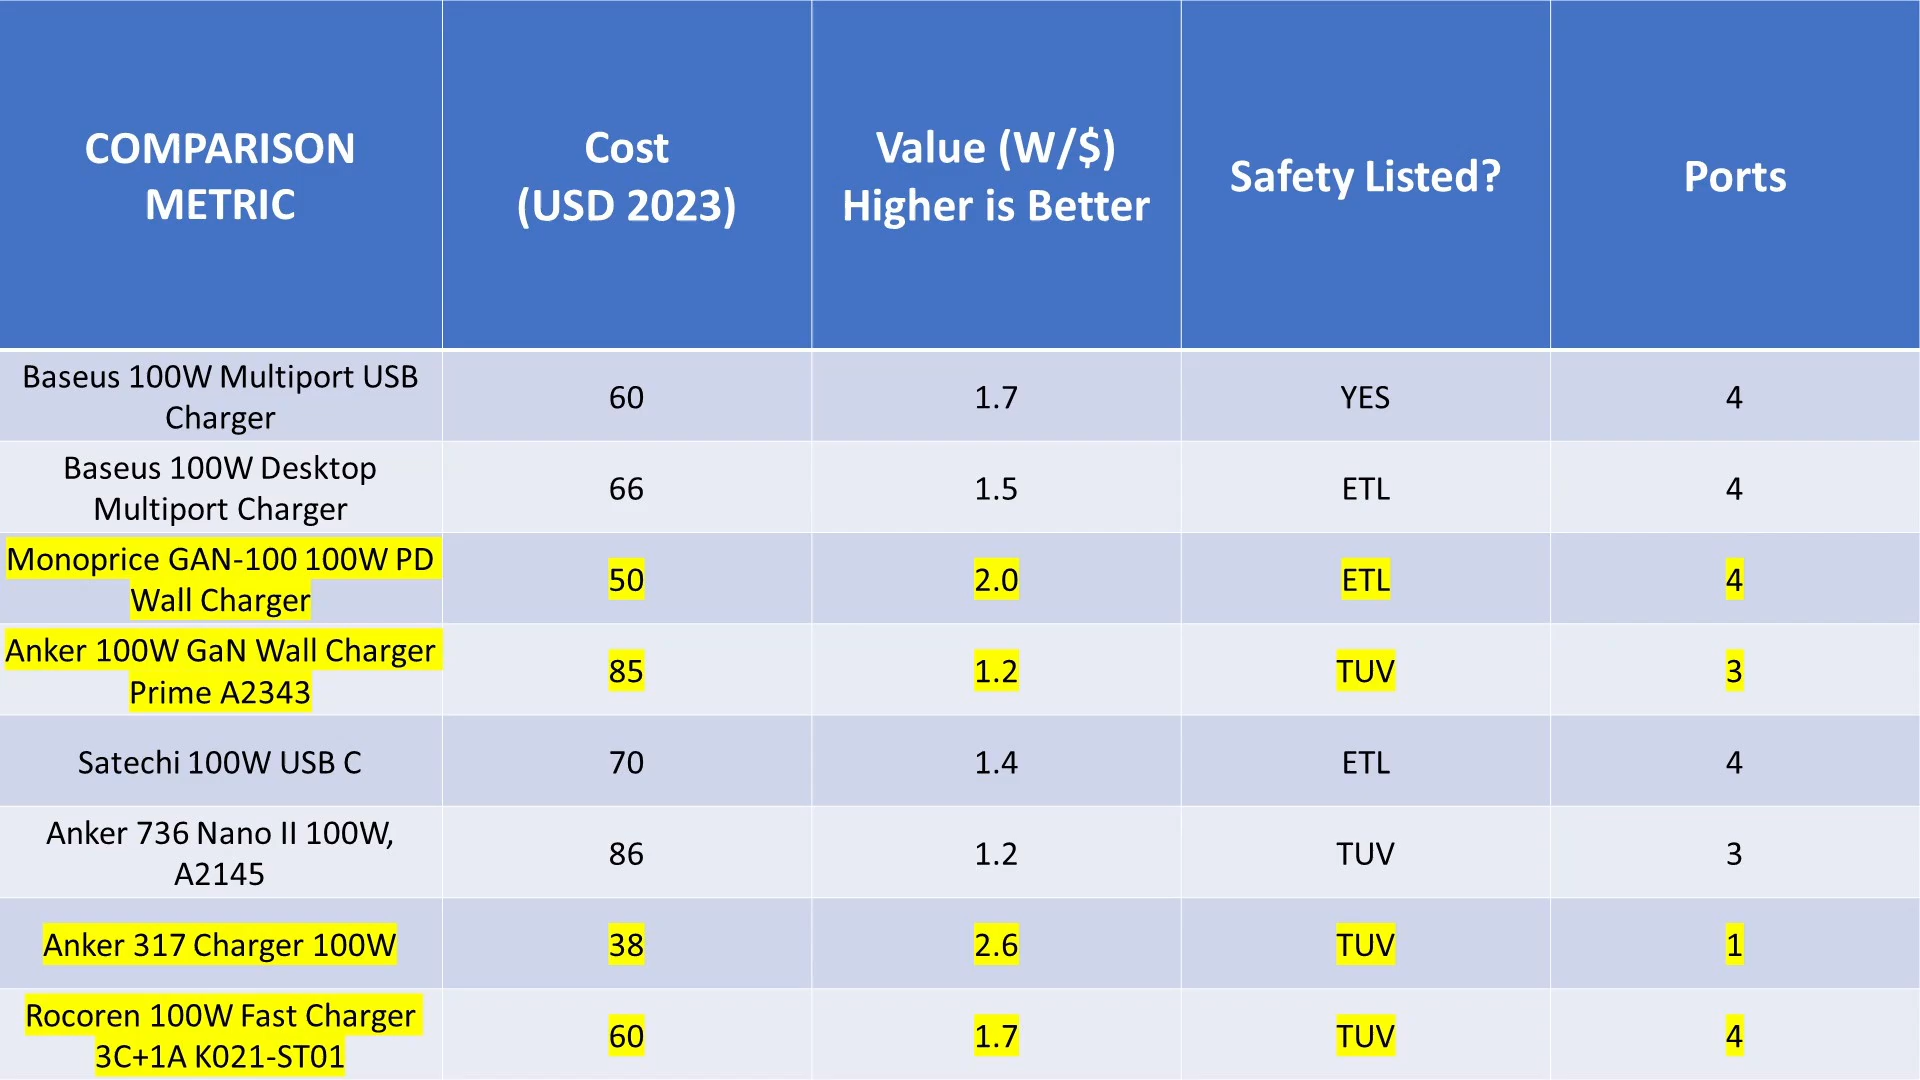 COMPARISON
METRIC
Cost
(USD 2023)
Value (W/$)
Higher is Better
Safety Listed?
Ports
Baseus 100W Multiport USB
Charger
60
1.7
YES
4
Baseus 100W Desktop
Multiport Charger
66
1.5
ETL
4
Monoprice GAN-100 100W PD
Wall Charger
50
2.0
ETL
4
Anker 100W GaN Wall Charger
Prime A2343
85
1.2
TUV
3
Satechi 100W USB C
70
1.4
ETL
4
Anker 736 Nano II 100W,
A2145
86
1.2
TUV
3
Anker 317 Charger 100W
38
2.6
TUV
1
Rocoren 100W Fast Charger
3C+1A K021-ST01
60
1.7
TUV
4